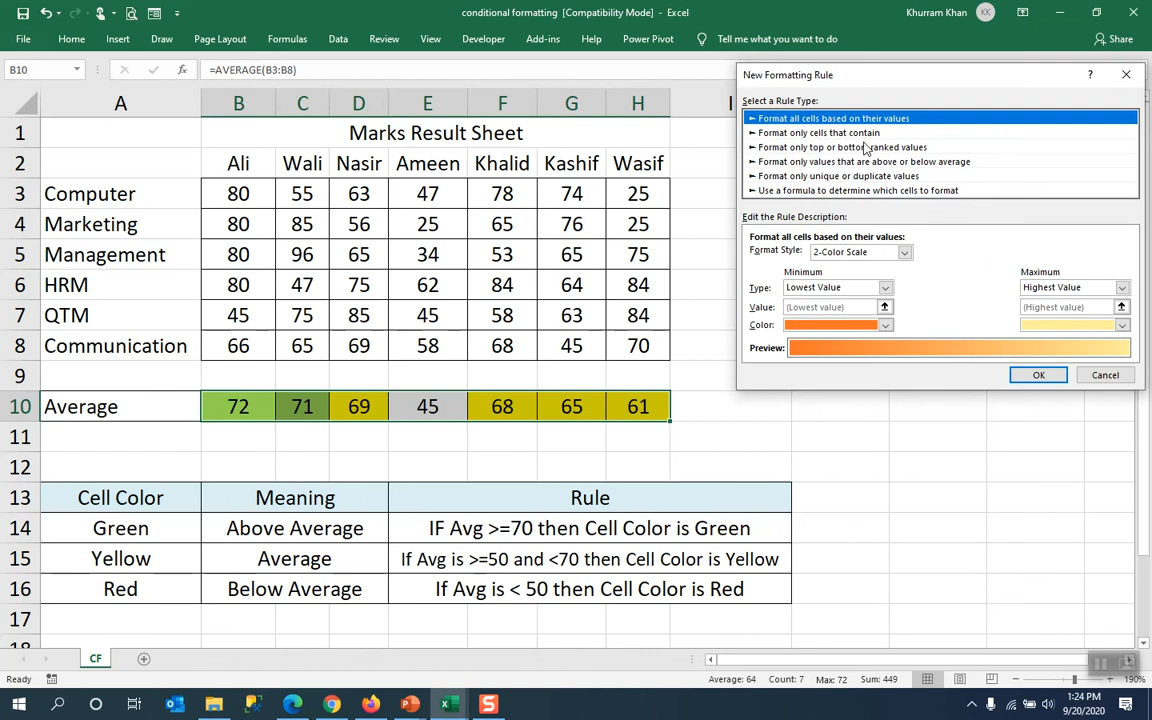 conditional formatting [Compatibility Mode] - Excel
Khurram Khan KK
File Home Insert Draw Page Layout Formulas Data Review View Developer Add-ins Help Power Pivot Tell me what you want to do Share
B10 fx =AVERAGE(B3:B8)
A B C D E F G H I
1 Marks Result Sheet
2 Ali Wali Nasir Ameen Khalid Kashif Wasif
3 Computer 80 55 63 47 78 74 25
4 Marketing 80 85 56 25 65 76 25
5 Management 80 96 65 34 53 65 75
6 HRM 80 47 75 62 84 64 84
7 QTM 45 75 85 45 58 63 84
8 Communication 66 65 69 58 68 45 70
9
10 Average 72 71 69 45 68 65 61
11
12
13 Cell Color Meaning Rule
14 Green Above Average IF Avg >=70 then Cell Color is Green
15 Yellow Average If Avg is >=50 and <70 then Cell Color is Yellow
16 Red Below Average If Avg is < 50 then Cell Color is Red
17
18
New Formatting Rule ?
Select a Rule Type:
► Format all cells based on their values
► Format only cells that contain
► Format only top or bottom ranked values
► Format only values that are above or below average
► Format only unique or duplicate values
► Use a formula to determine which cells to format
Edit the Rule Description:
Format all cells based on their values:
Format Style: 2-Color Scale
Minimum Maximum
Type: Lowest Value Highest Value
Value: (Lowest value) (Highest value)
Color:
Preview:
OK Cancel
CF
Ready Average: 64 Count: 7 Max: 72 Sum: 449 190%
1:24 PM
9/20/2020